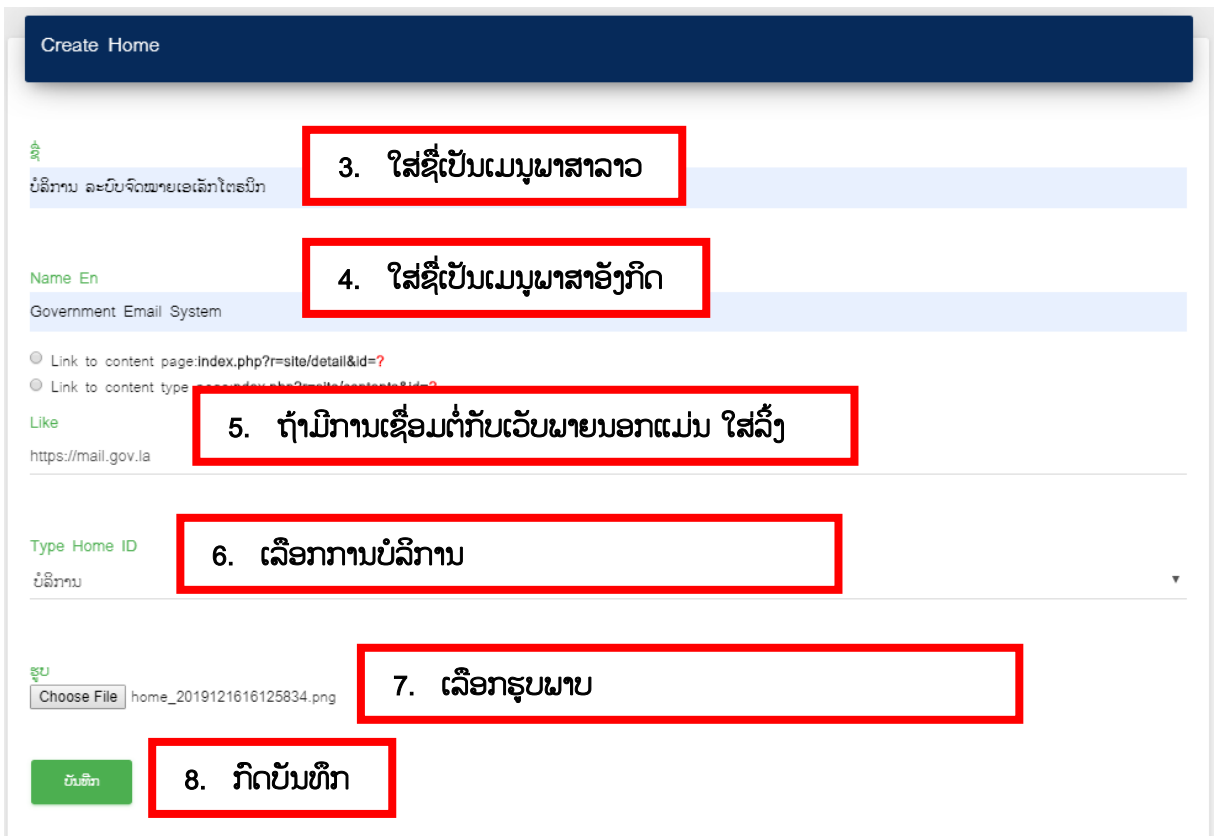 Create Home
ຊື່
3. ໃສ່ຊື່ເປັນເມນູພາສາລາວ
ບໍລິການ ລະບົບຈົດໝາຍເອເລັກໂຕຣນິກ
4. ໃສ່ຊື່ເປັນເມນູພາສາອັງກິດ
Name En
Government Email System
Link to content page:index.php?r=site/detail&id=?
Link to content type
5. ຖ້າມີການເຊື່ອມຕໍ່ກັບເວັບພາຍນອກແມ່ນ ໃສ່ລິ້ງ
Like
https://mail.gov.la
Type Home ID
6. ເລືອກການບໍລິການ
ບໍລິການ
ຮູບ
7. ເລືອກຮູບພາບ
Choose File home_2019121616125834.png
ບັນທຶກ
8. ກົດບັນທຶກ